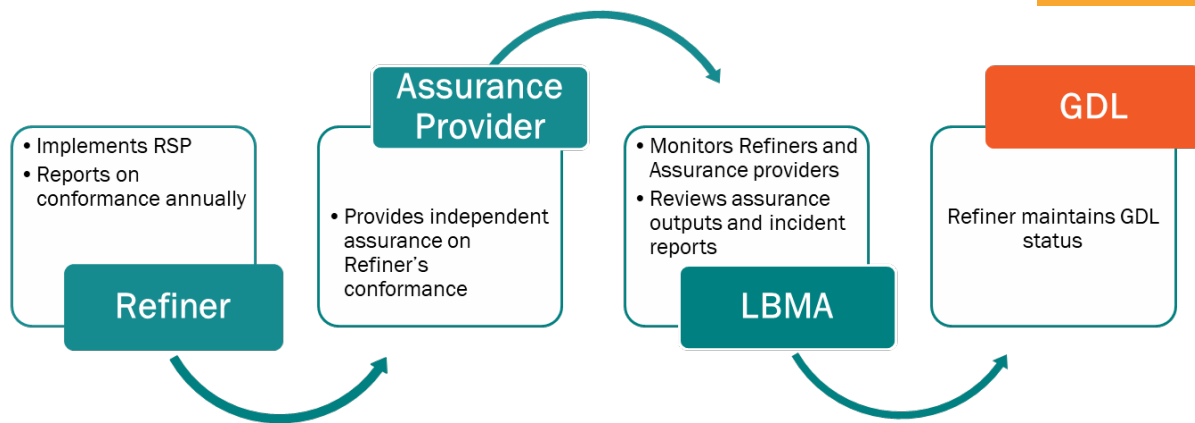 • Implements RSP
• Reports on
conformance annually
Refiner
Assurance
Provider
• Provides independent
assurance on
Refiner's
conformance
• Monitors Refiners and
Assurance providers
• Reviews assurance
outputs and incident
reports
LBMA
GDL
Refiner maintains GDL
status